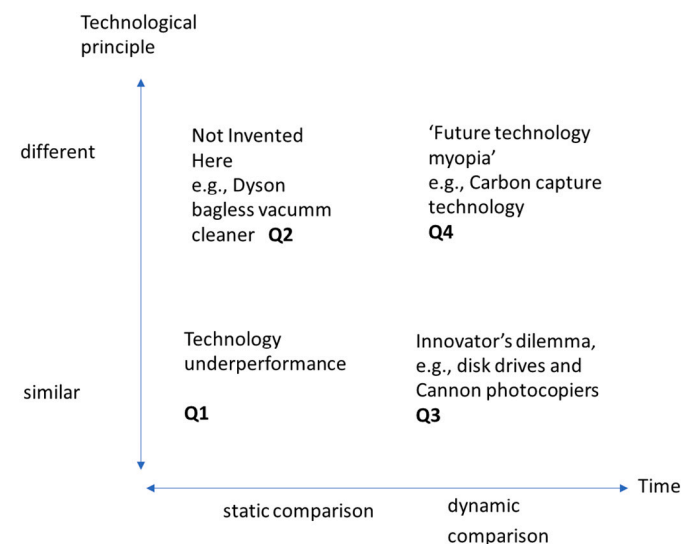 Technological
principle
different
Not Invented
Here
e.g., Dyson
bagless vacumm
cleaner Q2
‘Future technology
myopia’
e.g., Carbon capture
technology
Q4
similar
Technology
underperformance
Q1
Innovator’s dilemma,
e.g., disk drives and
Cannon photocopiers
Q3
Time
static comparison
dynamic
comparison